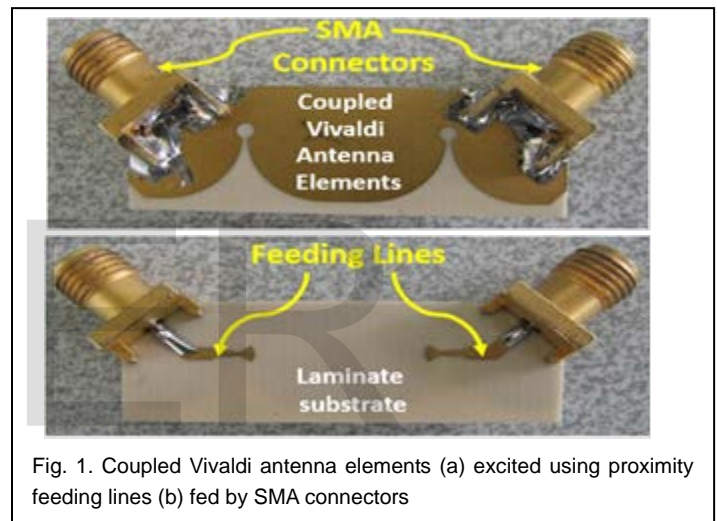 SMA
Connectors
Coupled
Vivaldi
Antenna
Elements
Feeding Lines
Laminate
substrate
Fig. 1. Coupled Vivaldi antenna elements (a) excited using proximity
feeding lines (b) fed by SMA connectors